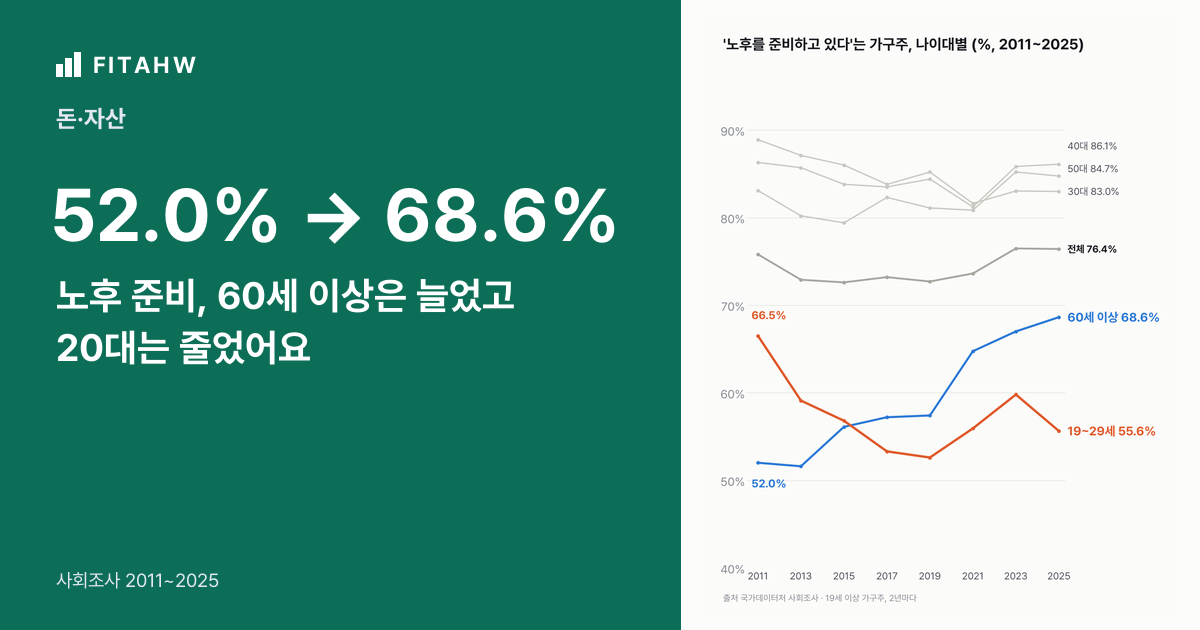 FITAHW
돈·자산
52.0% → 68.6%
노후 준비, 60세 이상은 늘었고
20대는 줄었어요
사회조사 2011~2025
'노후를 준비하고 있다'는 가구주, 나이대별 (%, 2011~2025)
90%
40대 86.1%
50대 84.7%
30대 83.0%
80%
전체 76.4%
70%
66.5%
60세 이상 68.6%
60%
19~29세 55.6%
50%
52.0%
40%
2011 2013 2015 2017 2019 2021 2023 2025
출처 국가데이터처 사회조사 · 19세 이상 가구주, 2년마다